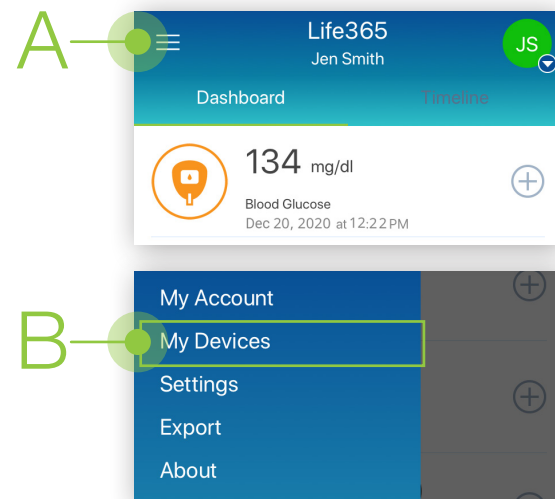 A
Life365
Jen Smith
JS
Dashboard
Timeline
134 mg/dl
Blood Glucose
Dec 20, 2020 at 12:22 PM
B
My Account
My Devices
Settings
Export
About